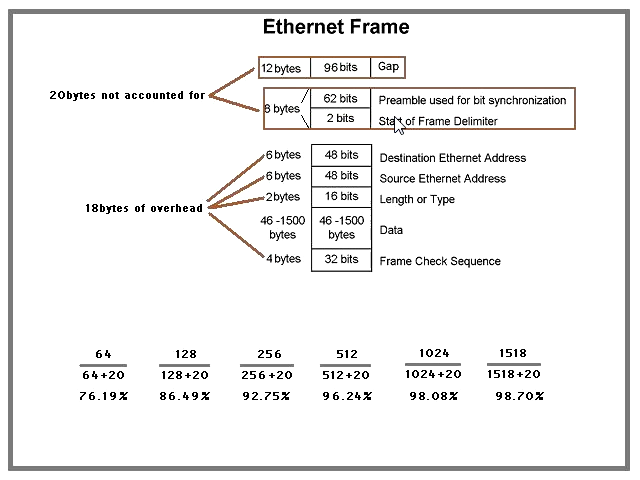 Ethernet Frame
12 bytes 96 bits Gap
20bytes not accounted for
8 bytes 62 bits Preamble used for bit synchronization
2 bits Start of Frame Delimiter
6 bytes 48 bits Destination Ethernet Address
6 bytes 48 bits Source Ethernet Address
2 bytes 16 bits Length or Type
18bytes of overhead
46 -1500 bytes 46 -1500 bytes Data
4 bytes 32 bits Frame Check Sequence
64 128 256 512 1024 1518
64+20 128+20 256+20 512+20 1024+20 1518+20
76.19% 86.49% 92.75% 96.24% 98.08% 98.70%